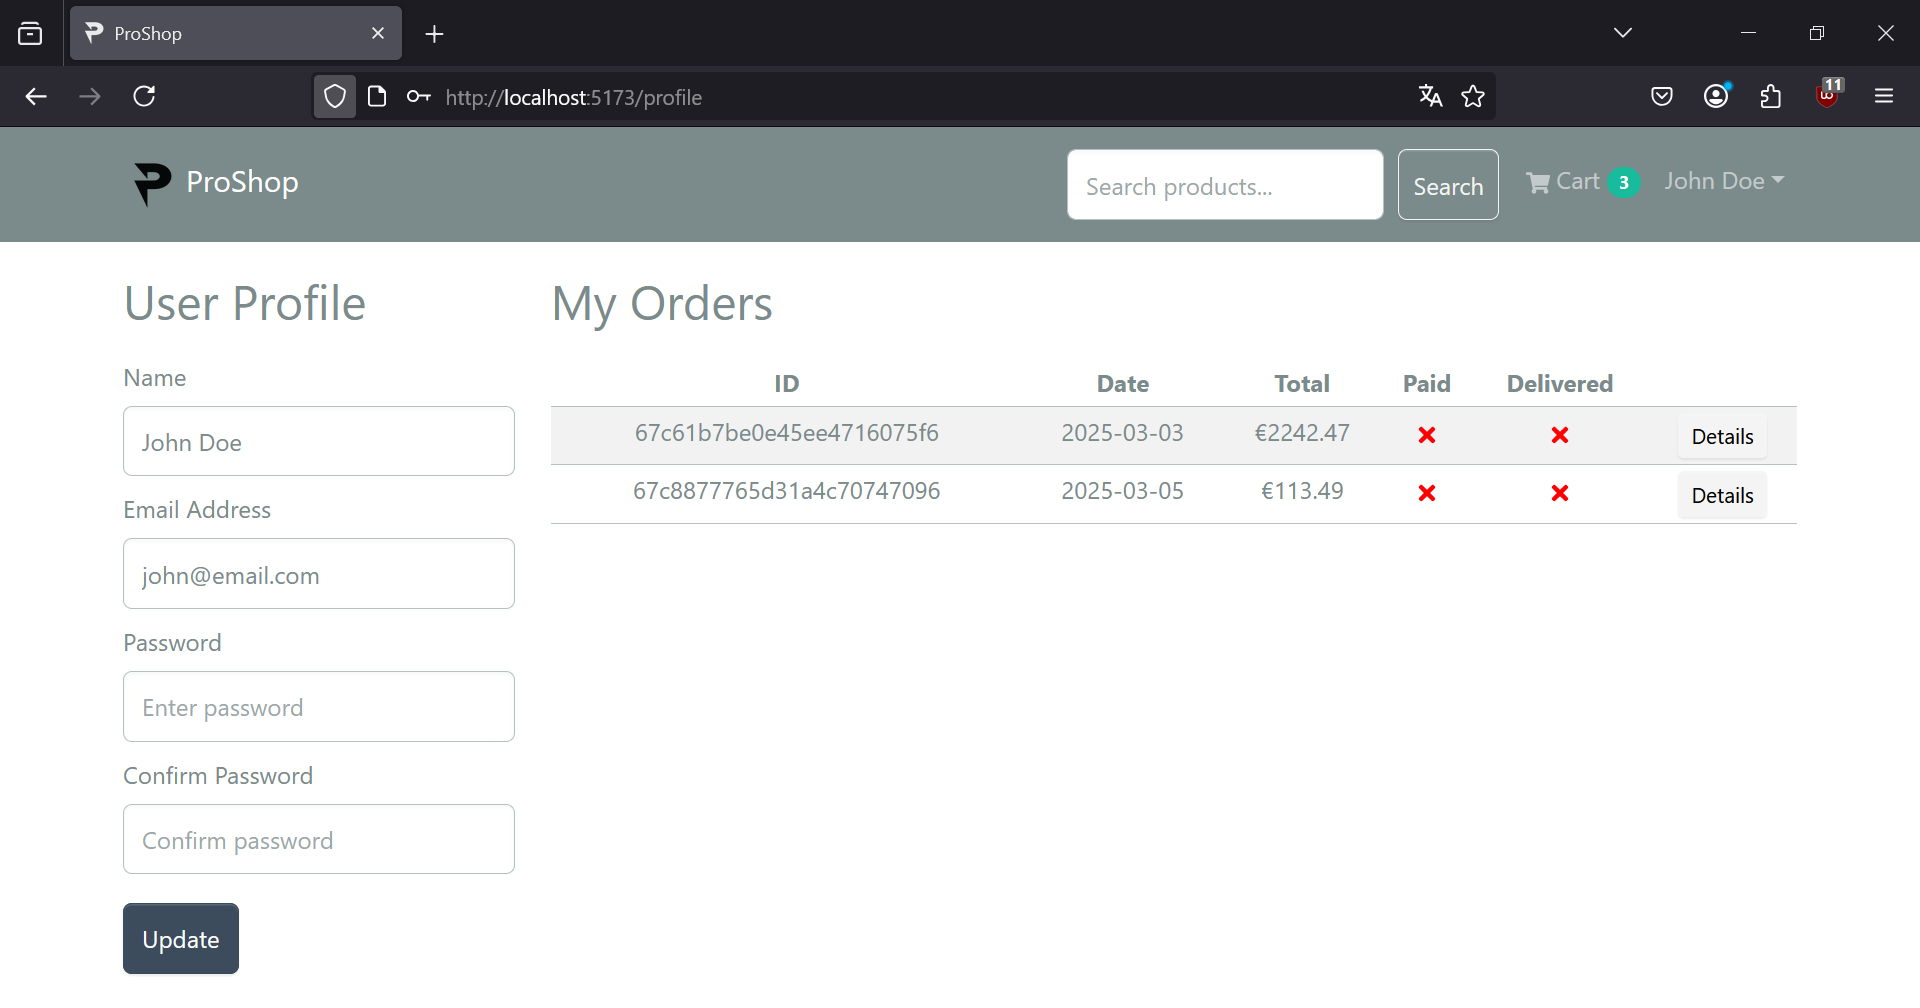 ProShop
http://localhost:5173/profile
11
ProShop
Search products...
Search
Cart 3
John Doe
User Profile
Name
John Doe
Email Address
john@email.com
Password
Enter password
Confirm Password
Confirm password
Update
My Orders
ID Date Total Paid Delivered
67c61b7be0e45ee4716075f6 2025-03-03 €2242.47 Details
67c8877765d31a4c70747096 2025-03-05 €113.49 Details